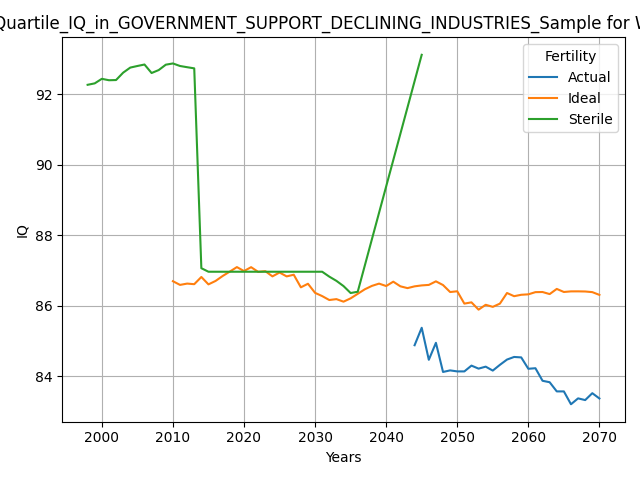 Quartile_IQ_in_GOVERNMENT_SUPPORT_DECLINING_INDUSTRIES_Sample for
Fertility
Actual
Ideal
Sterile
IQ
92
90
88
86
84
2000 2010 2020 2030 2040 2050 2060 2070
Years